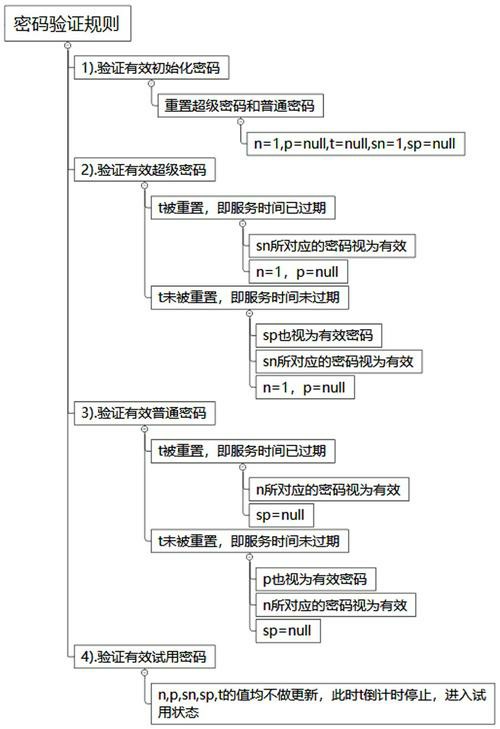 密码验证规则
1).验证有效初始化密码
重置超级密码和普通密码
n=1,p=null,t=null,sn=1,sp=null
2).验证有效超级密码
t被重置，即服务时间已过期
sn所对应的密码视为有效
n=1，p=null
t未被重置，即服务时间未过期
sp也视为有效密码
sn所对应的密码视为有效
n=1，p=null
3).验证有效普通密码
t被重置，即服务时间已过期
n所对应的密码视为有效
sp=null
t未被重置，即服务时间未过期
p也视为有效密码
n所对应的密码视为有效
sp=null
4).验证有效试用密码
n,p,sn,sp,t的值均不做更新，此时t倒计时停止，进入试
用状态